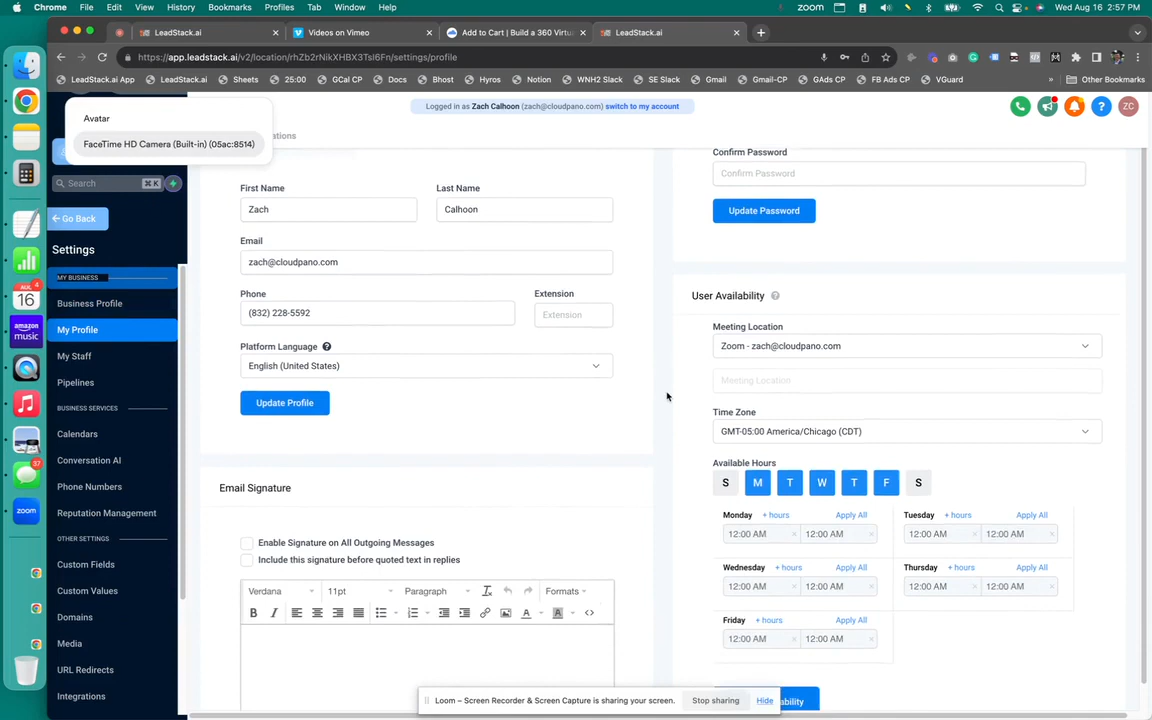 Chrome File Edit View History Bookmarks Profiles Tab Window Help
zoom Wed Aug 16 2:57 PM
LeadStack.ai Videos on Vimeo Add to Cart | Build a 360 Virtu LeadStack.ai
https://app.leadstack.ai/v2/location/rhZb2rNikXHBX3Tsl6Fn/settings/profile
LeadStack.ai App LeadStack.ai Sheets 25:00 GCal CP Docs Bhost Hyros Notion WNH2 Slack SE Slack Gmail Gmail-CP GAds CP FB Ads CP VGuard » Other Bookmarks
Logged in as Zach Calhoon (zach@cloudpano.com) switch to my account
ZC
Avatar
FaceTime HD Camera (Built-in) (05ac:8514)
ations
Search ⌘ K
Go Back
Settings
MY BUSINESS
Business Profile
My Profile
My Staff
Pipelines
BUSINESS SERVICES
Calendars
Conversation AI
Phone Numbers
Reputation Management
OTHER SETTINGS
Custom Fields
Custom Values
Domains
Media
URL Redirects
Integrations
AUG 4
16
amazon music
37
zoom
First Name Last Name
Zach Calhoon
Email
zach@cloudpano.com
Phone Extension
(832) 228-5592 Extension
Platform Language
English (United States)
Update Profile
Email Signature
Enable Signature on All Outgoing Messages
Include this signature before quoted text in replies
Verdana 11pt Paragraph Formats
B I A A
Confirm Password
Confirm Password
Update Password
User Availability
Meeting Location
Zoom - zach@cloudpano.com
Meeting Location
Time Zone
GMT-05:00 America/Chicago (CDT)
Available Hours
S M T W T F S
Monday + hours Apply All Tuesday + hours Apply All
12:00 AM × 12:00 AM × 12:00 AM × 12:00 AM ×
Wednesday + hours Apply All Thursday + hours Apply All
12:00 AM × 12:00 AM × 12:00 AM × 12:00 AM ×
Friday + hours Apply All
12:00 AM × 12:00 AM ×
ability
Loom – Screen Recorder & Screen Capture is sharing your screen. Stop sharing Hide